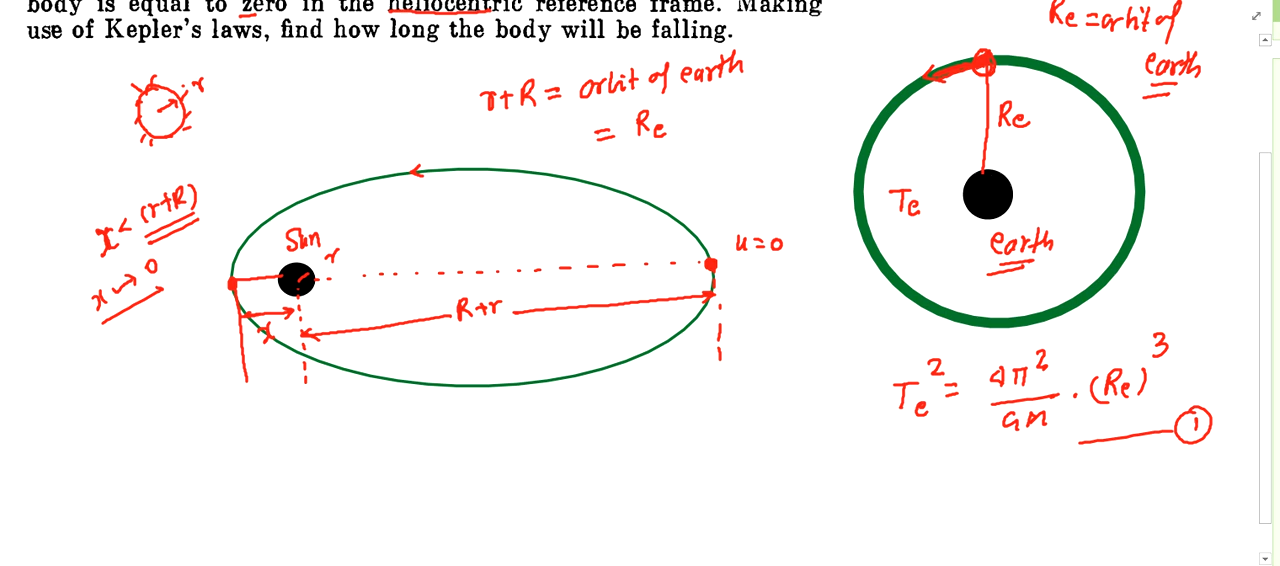 body is equal to zero in the heliocentric reference frame. Making
use of Kepler's laws, find how long the body will be falling.
Re = orbit of
earth
r
r+R = orbit of earth
= Re
Re
x < (r+R)
x → 0
Te
Sun
r
u=0
earth
R+r
x
Te² = 4π²/GM . (Re)³
1